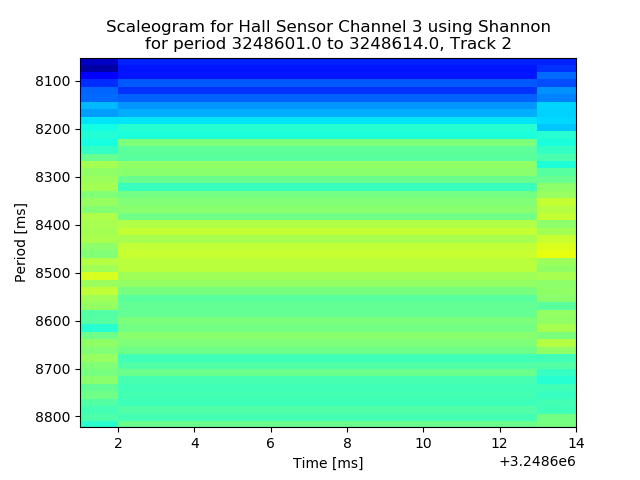 Scaleogram for Hall Sensor Channel 3 using Shannon
for period 3248601.0 to 3248614.0, Track 2
Period [ms]
8100
8200
8300
8400
8500
8600
8700
8800
2 4 6 8 10 12 14
Time [ms]
+3.2486e6